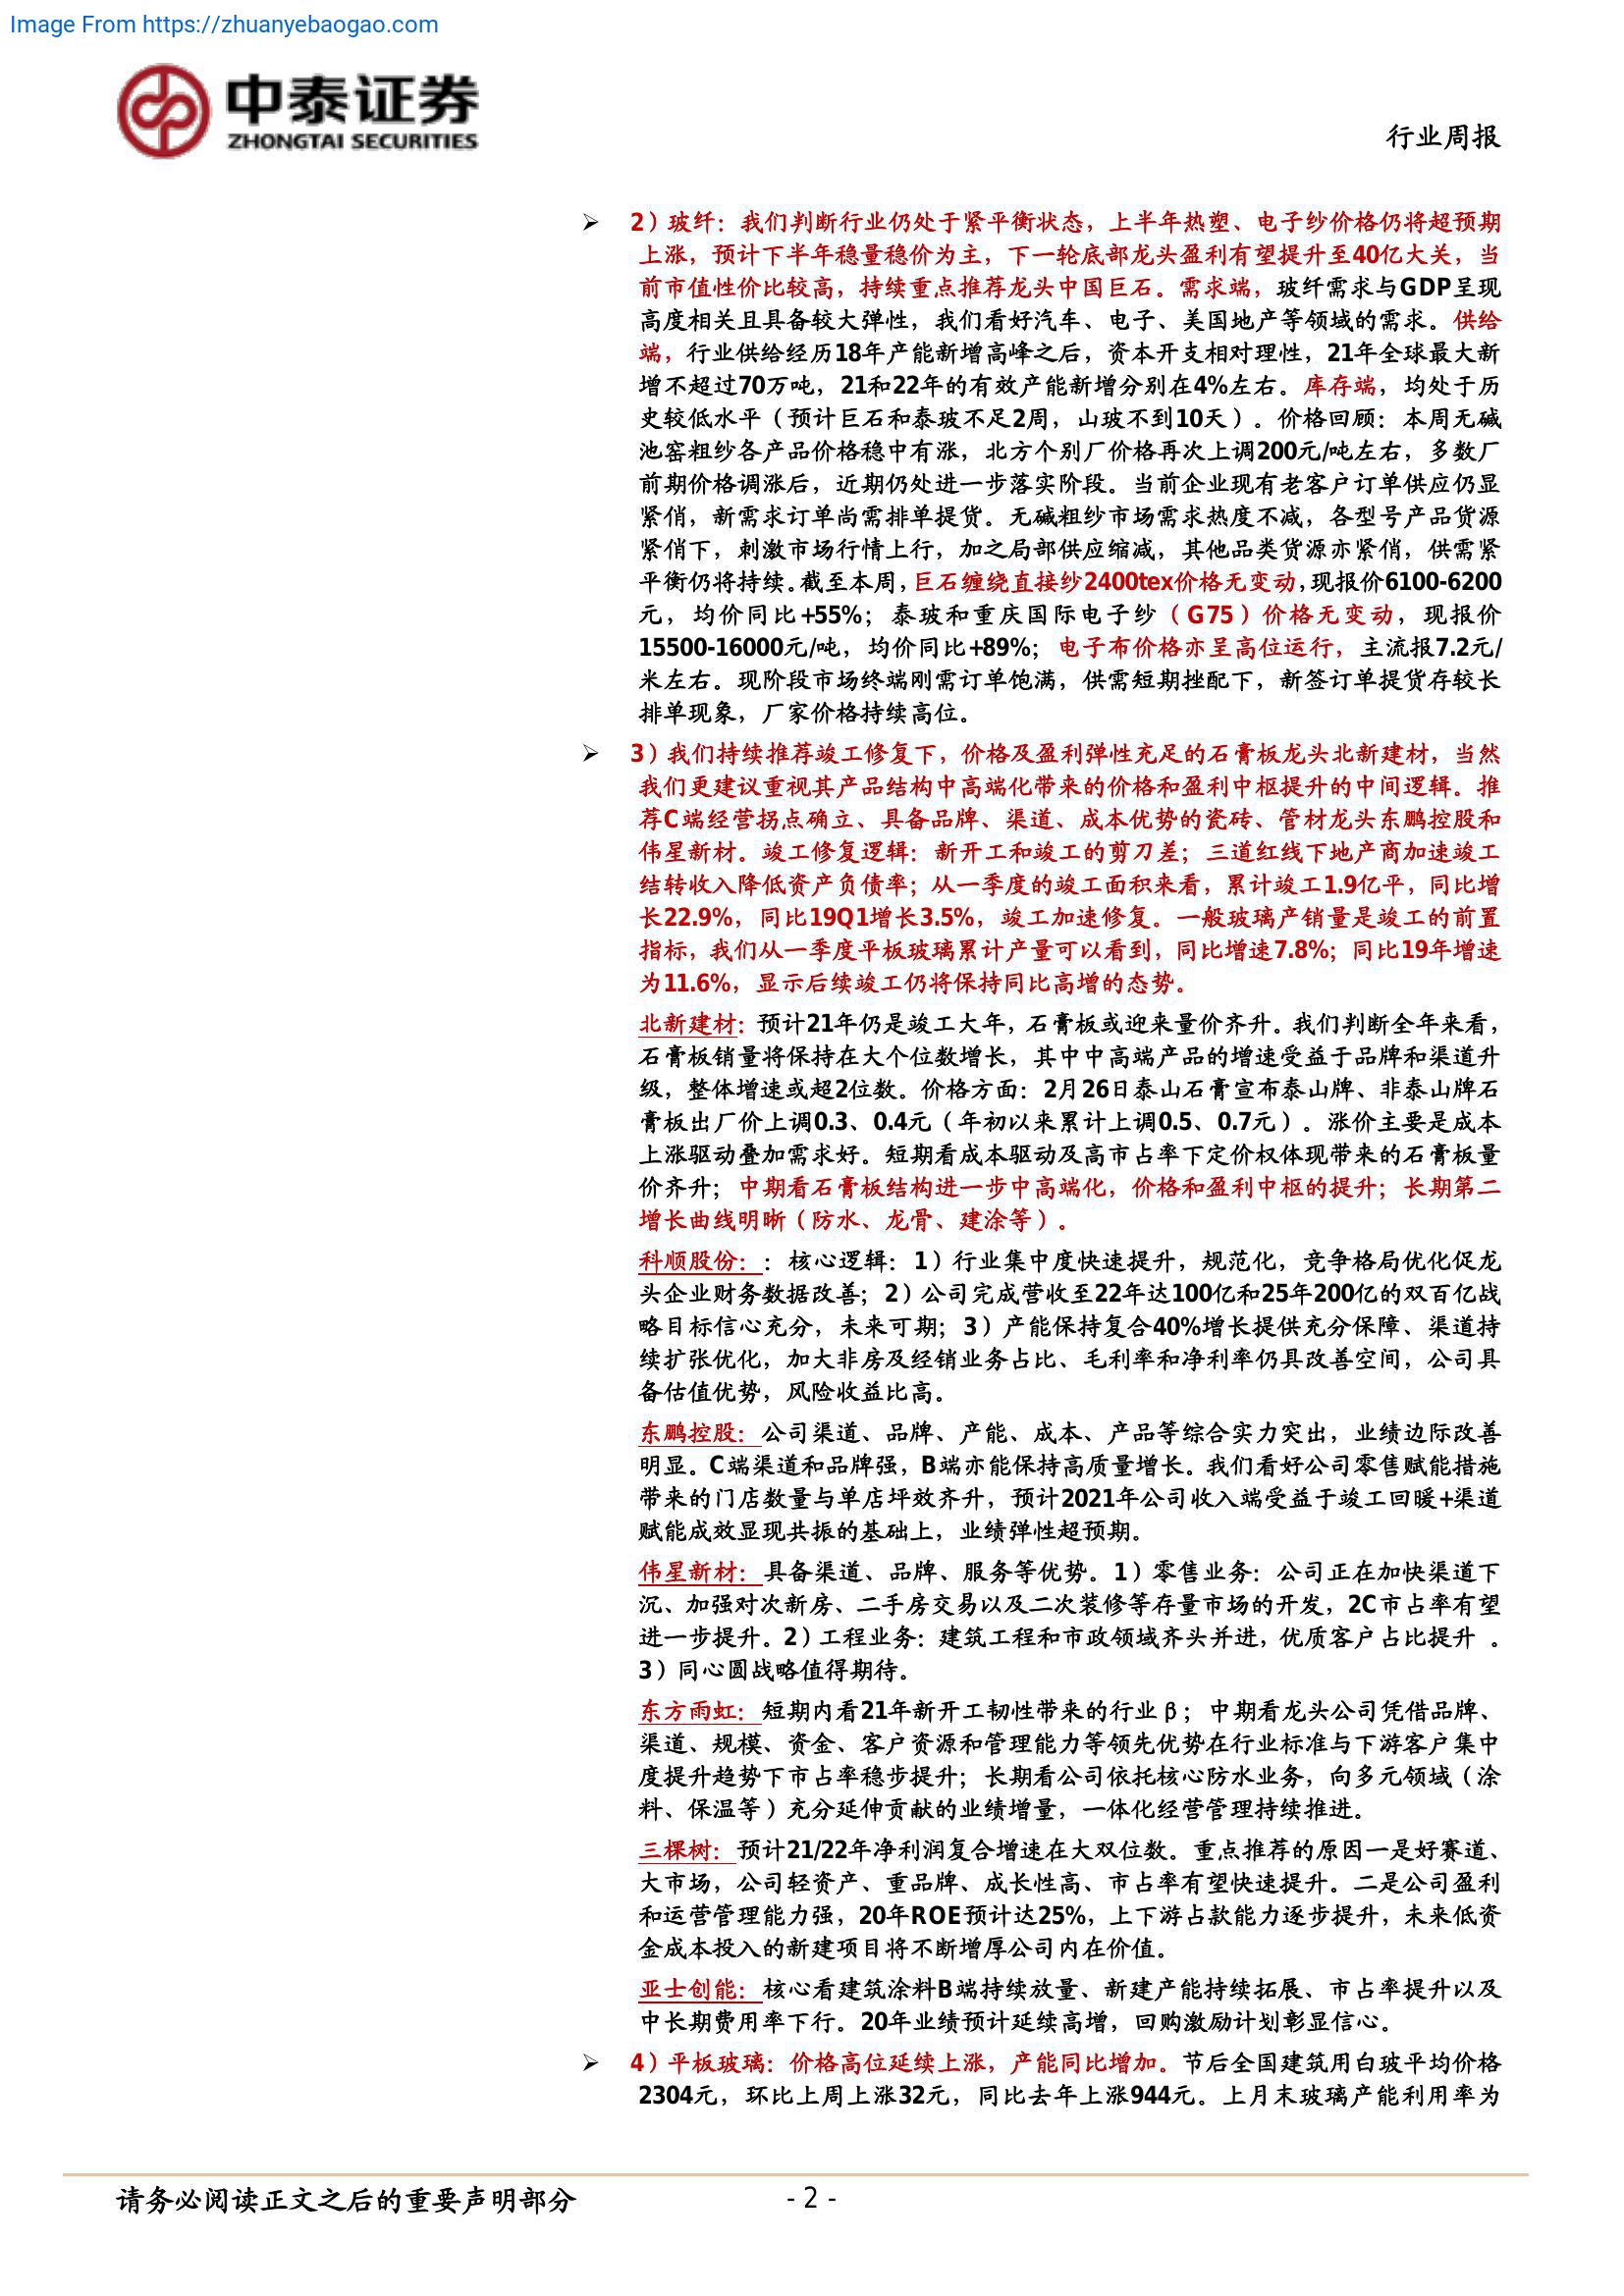 Image From https://zhuanyebaogao.com
中泰证券
ZHONGTAI SECURITIES
行业周报
➢ 2）玻纤：我们判断行业仍处于紧平衡状态，上半年热塑、电子纱价格仍将超预期
上涨，预计下半年稳量稳价为主，下一轮底部龙头盈利有望提升至40亿大关，当
前市值性价比较高，持续重点推荐龙头中国巨石。需求端，玻纤需求与GDP呈现
高度相关且具备较大弹性，我们看好汽车、电子、美国地产等领域的需求。供给
端，行业供给经历18年产能新增高峰之后，资本开支相对理性，21年全球最大新
增不超过70万吨，21和22年的有效产能新增分别在4%左右。库存端，均处于历
史较低水平（预计巨石和泰玻不足2周，山玻不到10天）。价格回顾：本周无碱
池窑粗纱各产品价格稳中有涨，北方个别厂价格再次上调200元/吨左右，多数厂
前期价格调涨后，近期仍处进一步落实阶段。当前企业现有老客户订单供应仍显
紧俏，新需求订单尚需排单提货。无碱粗纱市场需求热度不减，各型号产品货源
紧俏下，刺激市场行情上行，加之局部供应缩减，其他品类货源亦紧俏，供需紧
平衡仍将持续。截至本周，巨石缠绕直接纱2400tex价格无变动，现报价6100-6200
元，均价同比+55%；泰玻和重庆国际电子纱（G75）价格无变动，现报价
15500-16000元/吨，均价同比+89%；电子布价格亦呈高位运行，主流报7.2元/
米左右。现阶段市场终端刚需订单饱满，供需短期挫配下，新签订单提货存较长
排单现象，厂家价格持续高位。
➢ 3）我们持续推荐竣工修复下，价格及盈利弹性充足的石膏板龙头北新建材，当然
我们更建议重视其产品结构中高端化带来的价格和盈利中枢提升的中间逻辑。推
荐C端经营拐点确立、具备品牌、渠道、成本优势的瓷砖、管材龙头东鹏控股和
伟星新材。竣工修复逻辑：新开工和竣工的剪刀差；三道红线下地产商加速竣工
结转收入降低资产负债率；从一季度的竣工面积来看，累计竣工1.9亿平，同比增
长22.9%，同比19Q1增长3.5%，竣工加速修复。一般玻璃产销量是竣工的前置
指标，我们从一季度平板玻璃累计产量可以看到，同比增速7.8%；同比19年增速
为11.6%，显示后续竣工仍将保持同比高增的态势。
北新建材：预计21年仍是竣工大年，石膏板或迎来量价齐升。我们判断全年来看，
石膏板销量将保持在大个位数增长，其中中高端产品的增速受益于品牌和渠道升
级，整体增速或超2位数。价格方面：2月26日泰山石膏宣布泰山牌、非泰山牌石
膏板出厂价上调0.3、0.4元（年初以来累计上调0.5、0.7元）。涨价主要是成本
上涨驱动叠加需求好。短期看成本驱动及高市占率下定价权体现带来的石膏板量
价齐升；中期看石膏板结构进一步中高端化，价格和盈利中枢的提升；长期第二
增长曲线明晰（防水、龙骨、建涂等）。
科顺股份：：核心逻辑：1）行业集中度快速提升，规范化，竞争格局优化促龙
头企业财务数据改善；2）公司完成营收至22年达100亿和25年200亿的双百亿战
略目标信心充分，未来可期；3）产能保持复合40%增长提供充分保障、渠道持
续扩张优化，加大非房及经销业务占比、毛利率和净利率仍具改善空间，公司具
备估值优势，风险收益比高。
东鹏控股：公司渠道、品牌、产能、成本、产品等综合实力突出，业绩边际改善
明显。C端渠道和品牌强，B端亦能保持高质量增长。我们看好公司零售赋能措施
带来的门店数量与单店坪效齐升，预计2021年公司收入端受益于竣工回暖+渠道
赋能成效显现共振的基础上，业绩弹性超预期。
伟星新材：具备渠道、品牌、服务等优势。1）零售业务：公司正在加快渠道下
沉、加强对次新房、二手房交易以及二次装修等存量市场的开发，2C市占率有望
进一步提升。2）工程业务：建筑工程和市政领域齐头并进，优质客户占比提升 。
3）同心圆战略值得期待。
东方雨虹：短期内看21年新开工韧性带来的行业β；中期看龙头公司凭借品牌、
渠道、规模、资金、客户资源和管理能力等领先优势在行业标准与下游客户集中
度提升趋势下市占率稳步提升；长期看公司依托核心防水业务，向多元领域（涂
料、保温等）充分延伸贡献的业绩增量，一体化经营管理持续推进。
三棵树：预计21/22年净利润复合增速在大双位数。重点推荐的原因一是好赛道、
大市场，公司轻资产、重品牌、成长性高、市占率有望快速提升。二是公司盈利
和运营管理能力强，20年ROE预计达25%，上下游占款能力逐步提升，未来低资
金成本投入的新建项目将不断增厚公司内在价值。
亚士创能：核心看建筑涂料B端持续放量、新建产能持续拓展、市占率提升以及
中长期费用率下行。20年业绩预计延续高增，回购激励计划彰显信心。
➢ 4）平板玻璃：价格高位延续上涨，产能同比增加。节后全国建筑用白玻平均价格
2304元，环比上周上涨32元，同比去年上涨944元。上月末玻璃产能利用率为
请务必阅读正文之后的重要声明部分
- 2 -